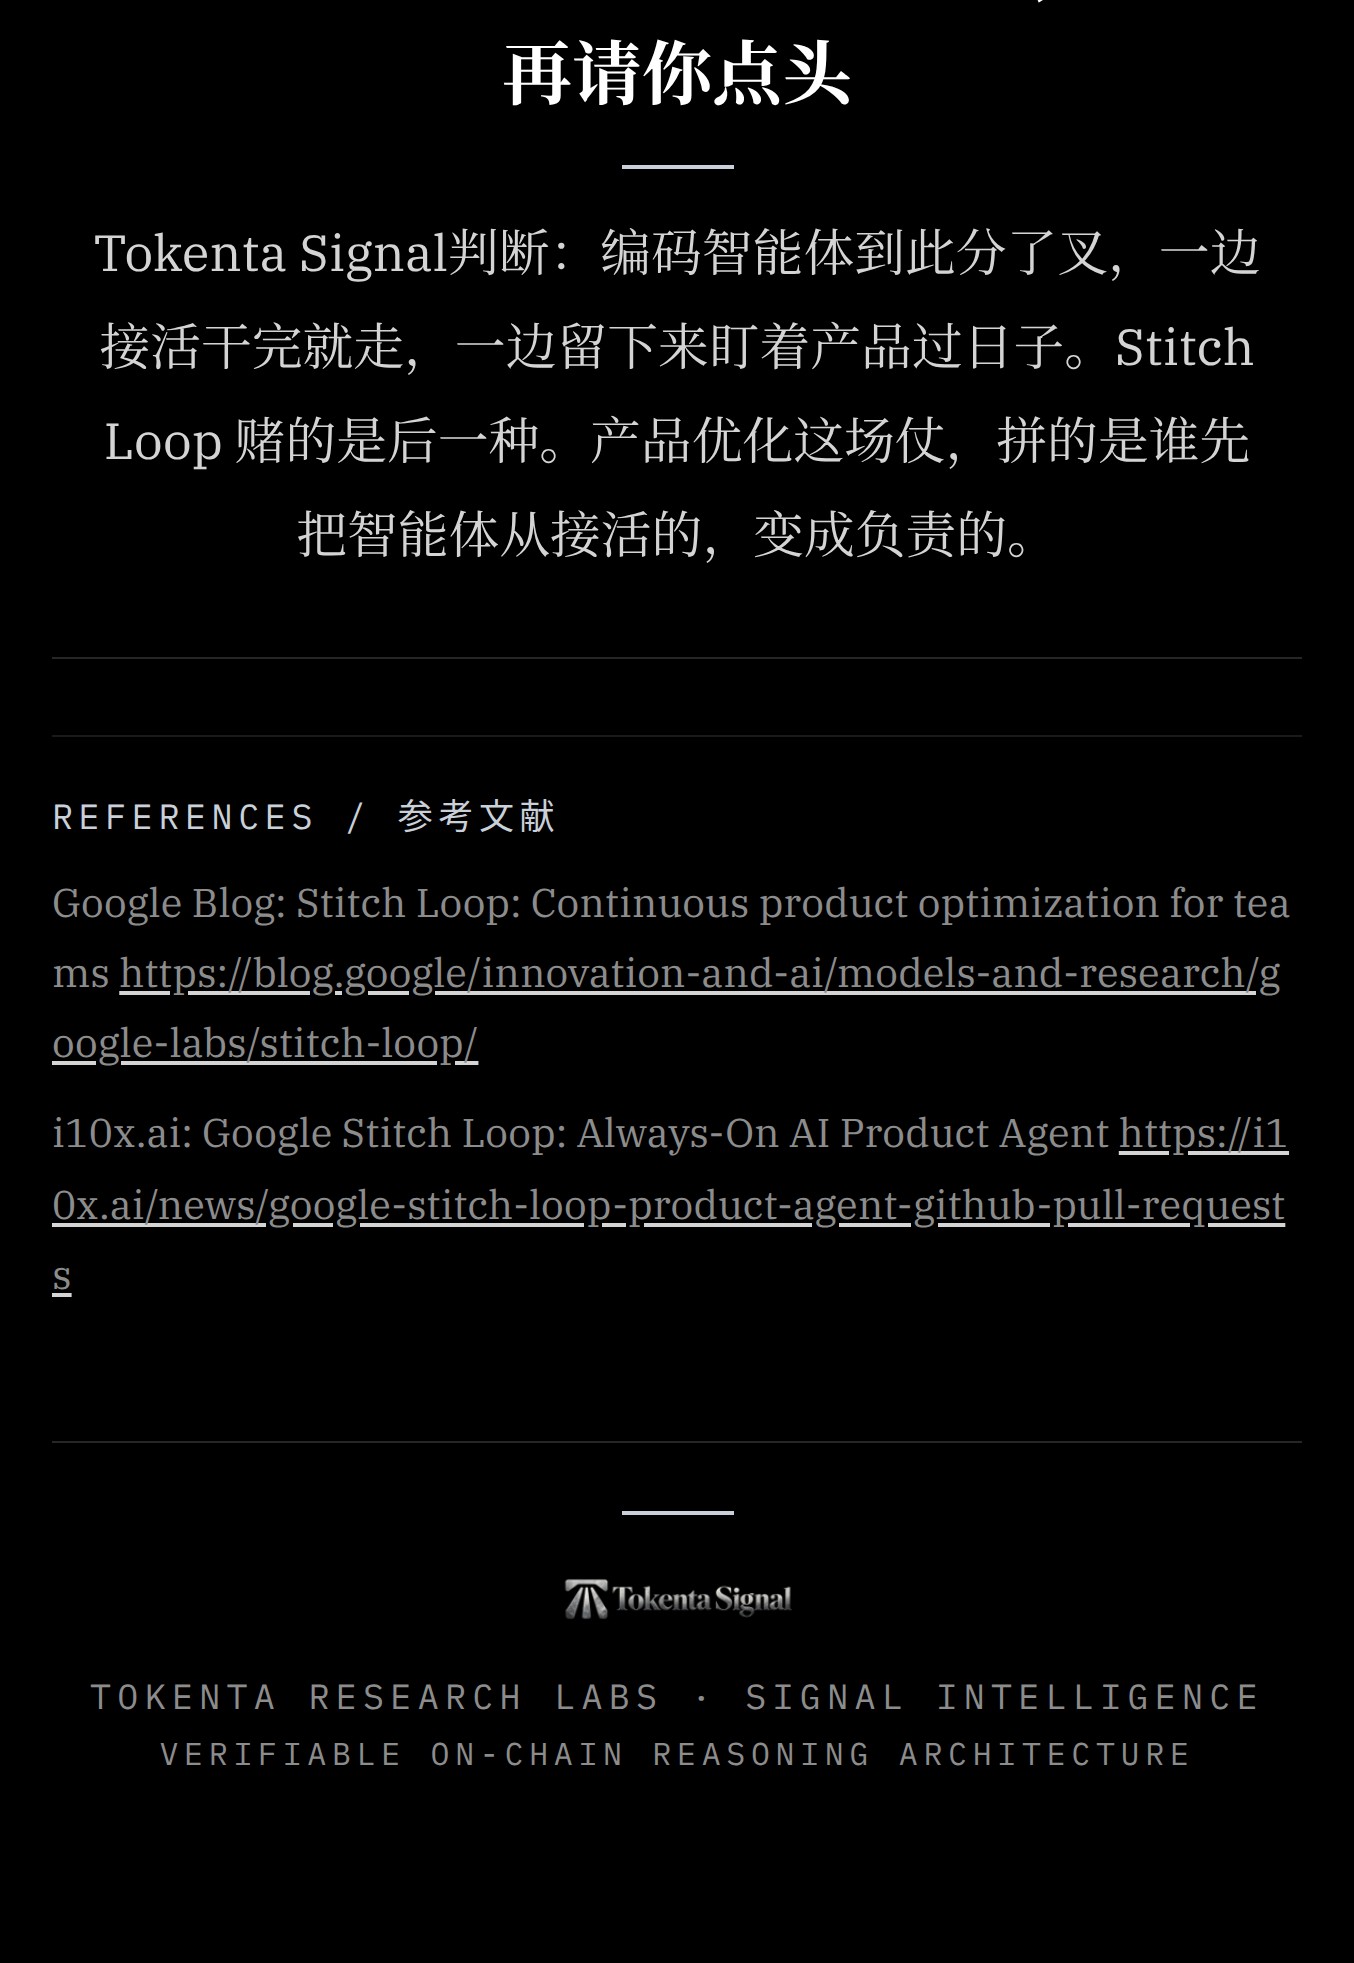 再请你点头
Tokenta Signal判断：编码智能体到此分了叉，一边
接活干完就走，一边留下来盯着产品过日子。Stitch
Loop 赌的是后一种。产品优化这场仗，拼的是谁先
把智能体从接活的，变成负责的。
REFERENCES / 参考文献
Google Blog: Stitch Loop: Continuous product optimization for tea
ms https://blog.google/innovation-and-ai/models-and-research/g
oogle-labs/stitch-loop/
i10x.ai: Google Stitch Loop: Always-On AI Product Agent https://i1
0x.ai/news/google-stitch-loop-product-agent-github-pull-request
s
Tokenta Signal
TOKENTA RESEARCH LABS · SIGNAL INTELLIGENCE
VERIFIABLE ON-CHAIN REASONING ARCHITECTURE